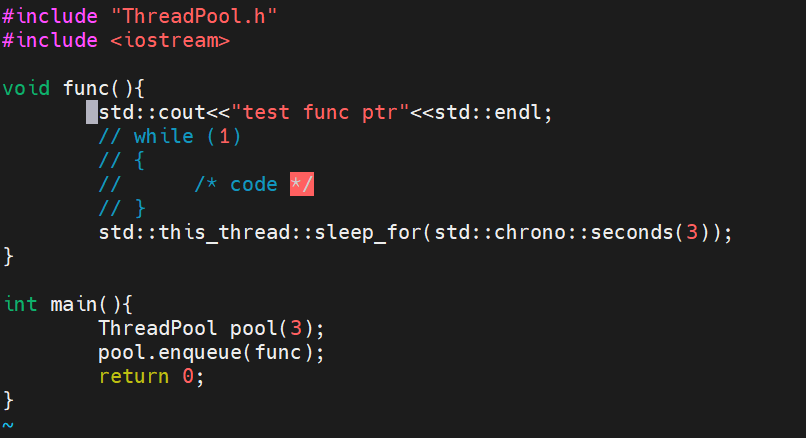 #include "ThreadPool.h"
#include <iostream>

void func(){
        std::cout<<"test func ptr"<<std::endl;
        // while (1)
        // {
        //      /* code */
        // }
        std::this_thread::sleep_for(std::chrono::seconds(3));
}

int main(){
        ThreadPool pool(3);
        pool.enqueue(func);
        return 0;
}
~